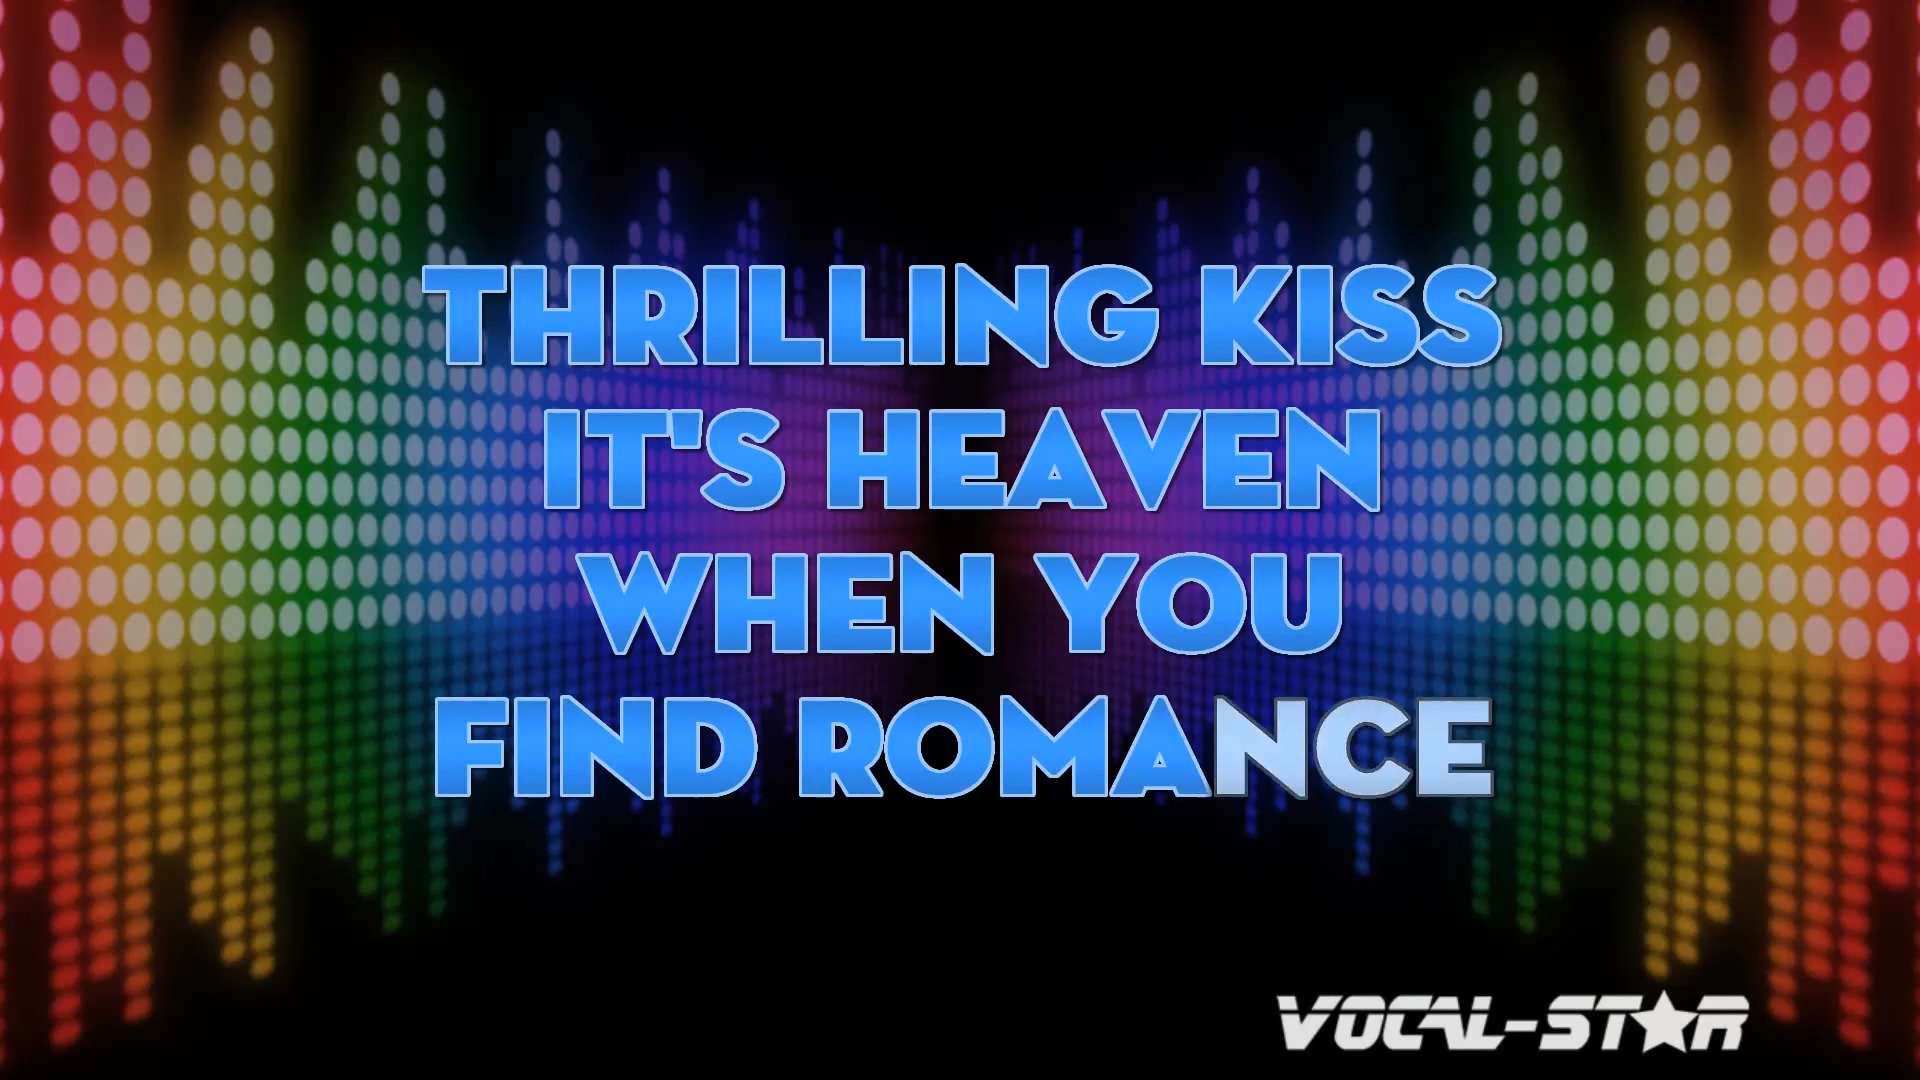 THRILLING KISS
IT'S HEAVEN
WHEN YOU
FIND ROMANCE
VOCAL-STAR